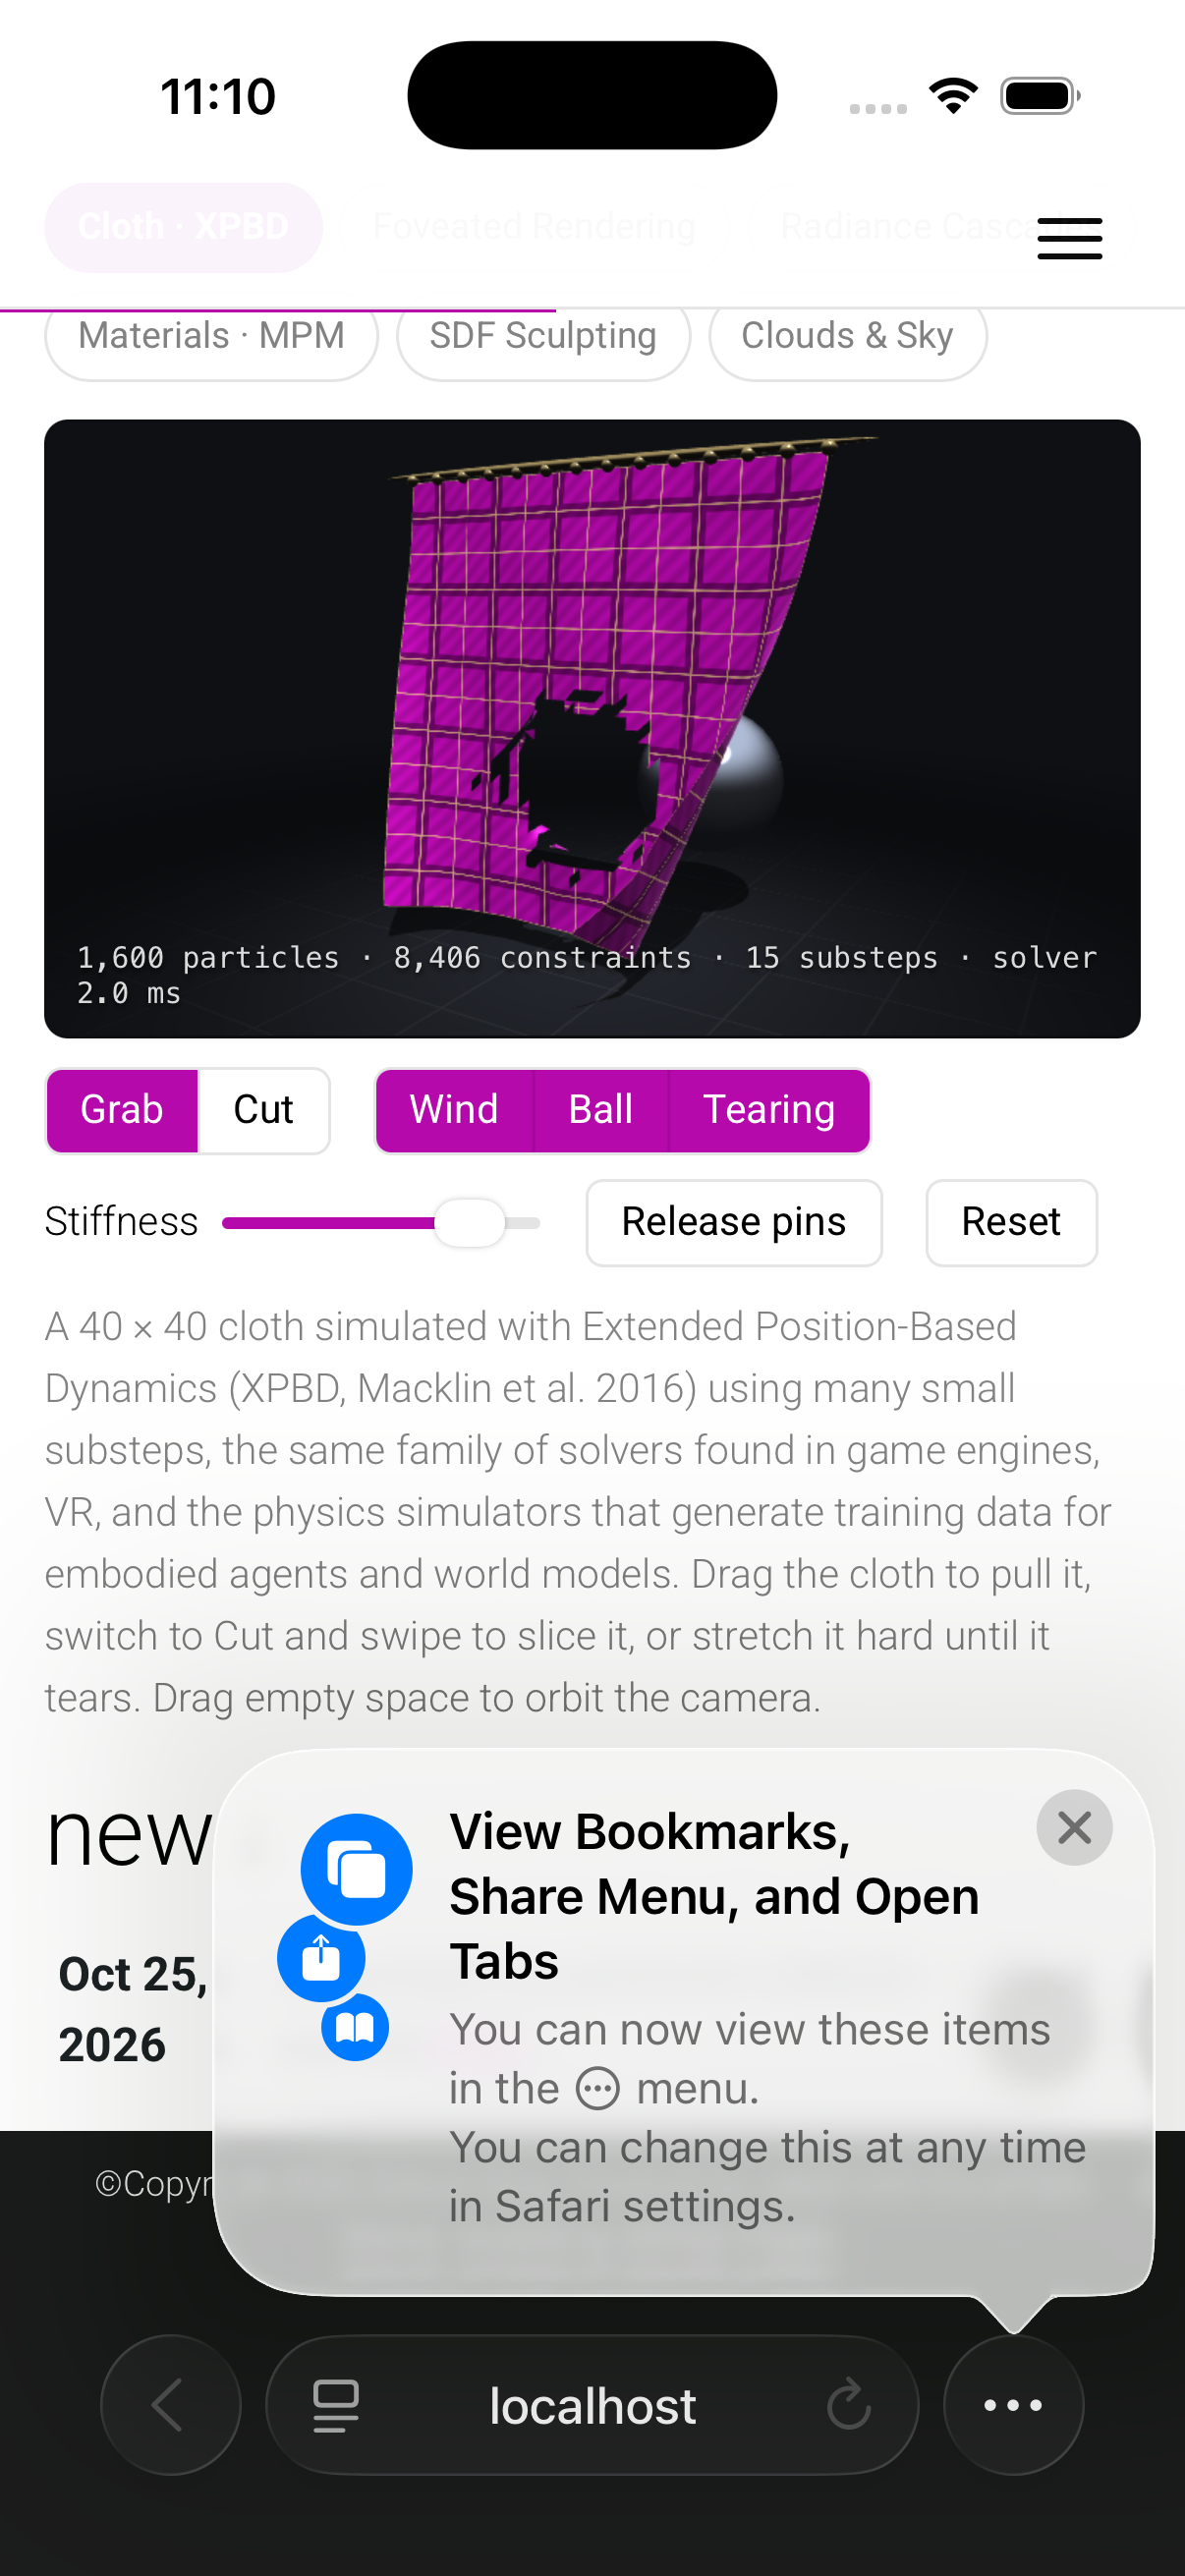 11:10
Cloth · XPBD
Foveated Rendering
Radiance Cascades
Materials · MPM
SDF Sculpting
Clouds & Sky
1,600 particles · 8,406 constraints · 15 substeps · solver
2.0 ms
Grab
Cut
Wind
Ball
Tearing
Stiffness
Release pins
Reset
A 40 × 40 cloth simulated with Extended Position-Based
Dynamics (XPBD, Macklin et al. 2016) using many small
substeps, the same family of solvers found in game engines,
VR, and the physics simulators that generate training data for
embodied agents and world models. Drag the cloth to pull it,
switch to Cut and swipe to slice it, or stretch it hard until it
tears. Drag empty space to orbit the camera.
new
Oct 25,
2026
View Bookmarks,
Share Menu, and Open
Tabs
You can now view these items
in the ••• menu.
You can change this at any time
in Safari settings.
©Copyr
localhost